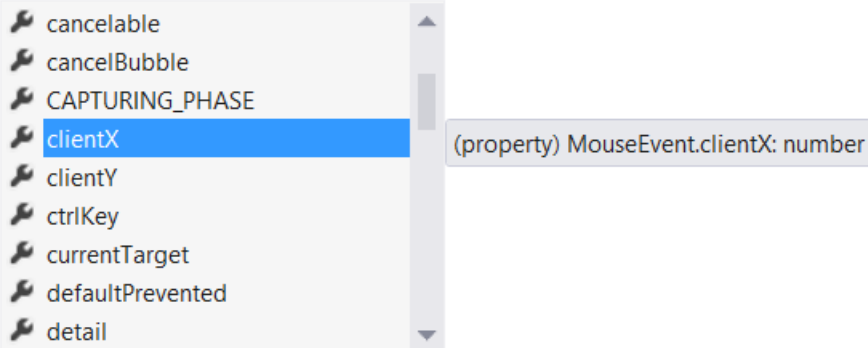 cancelable
cancelBubble
CAPTURING_PHASE
clientX
(property) MouseEvent.clientX: number
clientY
ctrlKey
currentTarget
defaultPrevented
detail